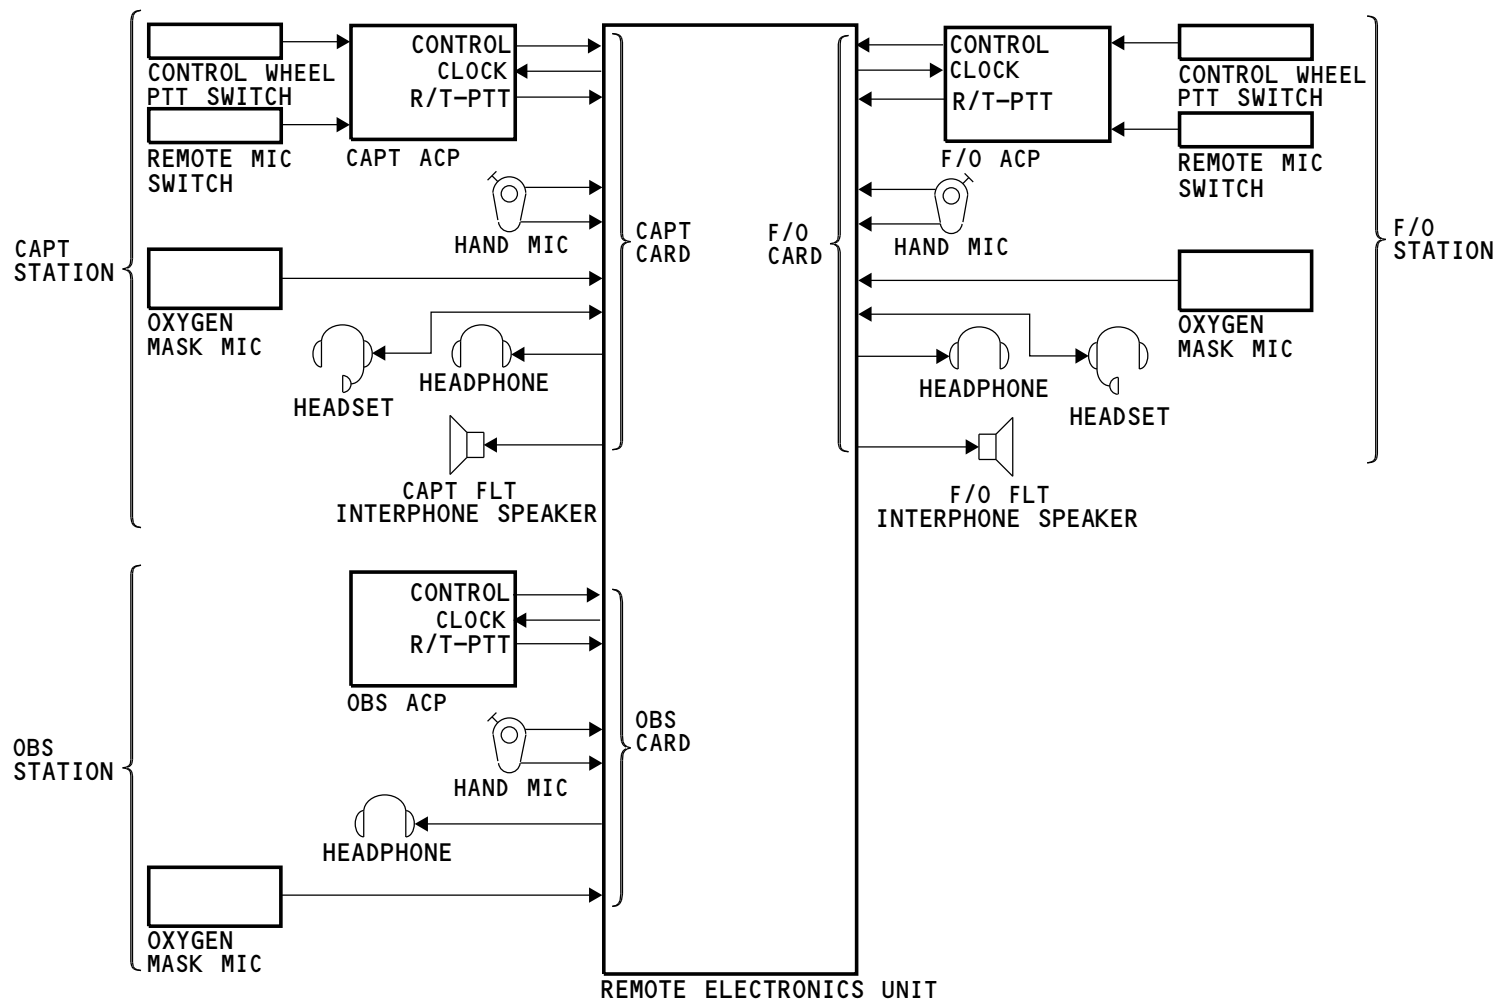 CONTROL WHEEL
PTT SWITCH
REMOTE MIC
SWITCH
CONTROL
CLOCK
R/T-PTT
CAPT ACP
HAND MIC
CAPT
STATION
OXYGEN
MASK MIC
HEADSET
HEADPHONE
CAPT FLT
INTERPHONE SPEAKER
CAPT
CARD
F/O
CARD
CONTROL
CLOCK
R/T-PTT
F/O ACP
CONTROL WHEEL
PTT SWITCH
REMOTE MIC
SWITCH
HAND MIC
F/O
STATION
OXYGEN
MASK MIC
HEADPHONE
HEADSET
F/O FLT
INTERPHONE SPEAKER
CONTROL
CLOCK
R/T-PTT
OBS ACP
OBS
STATION
HAND MIC
OBS
CARD
HEADPHONE
OXYGEN
MASK MIC
REMOTE ELECTRONICS UNIT